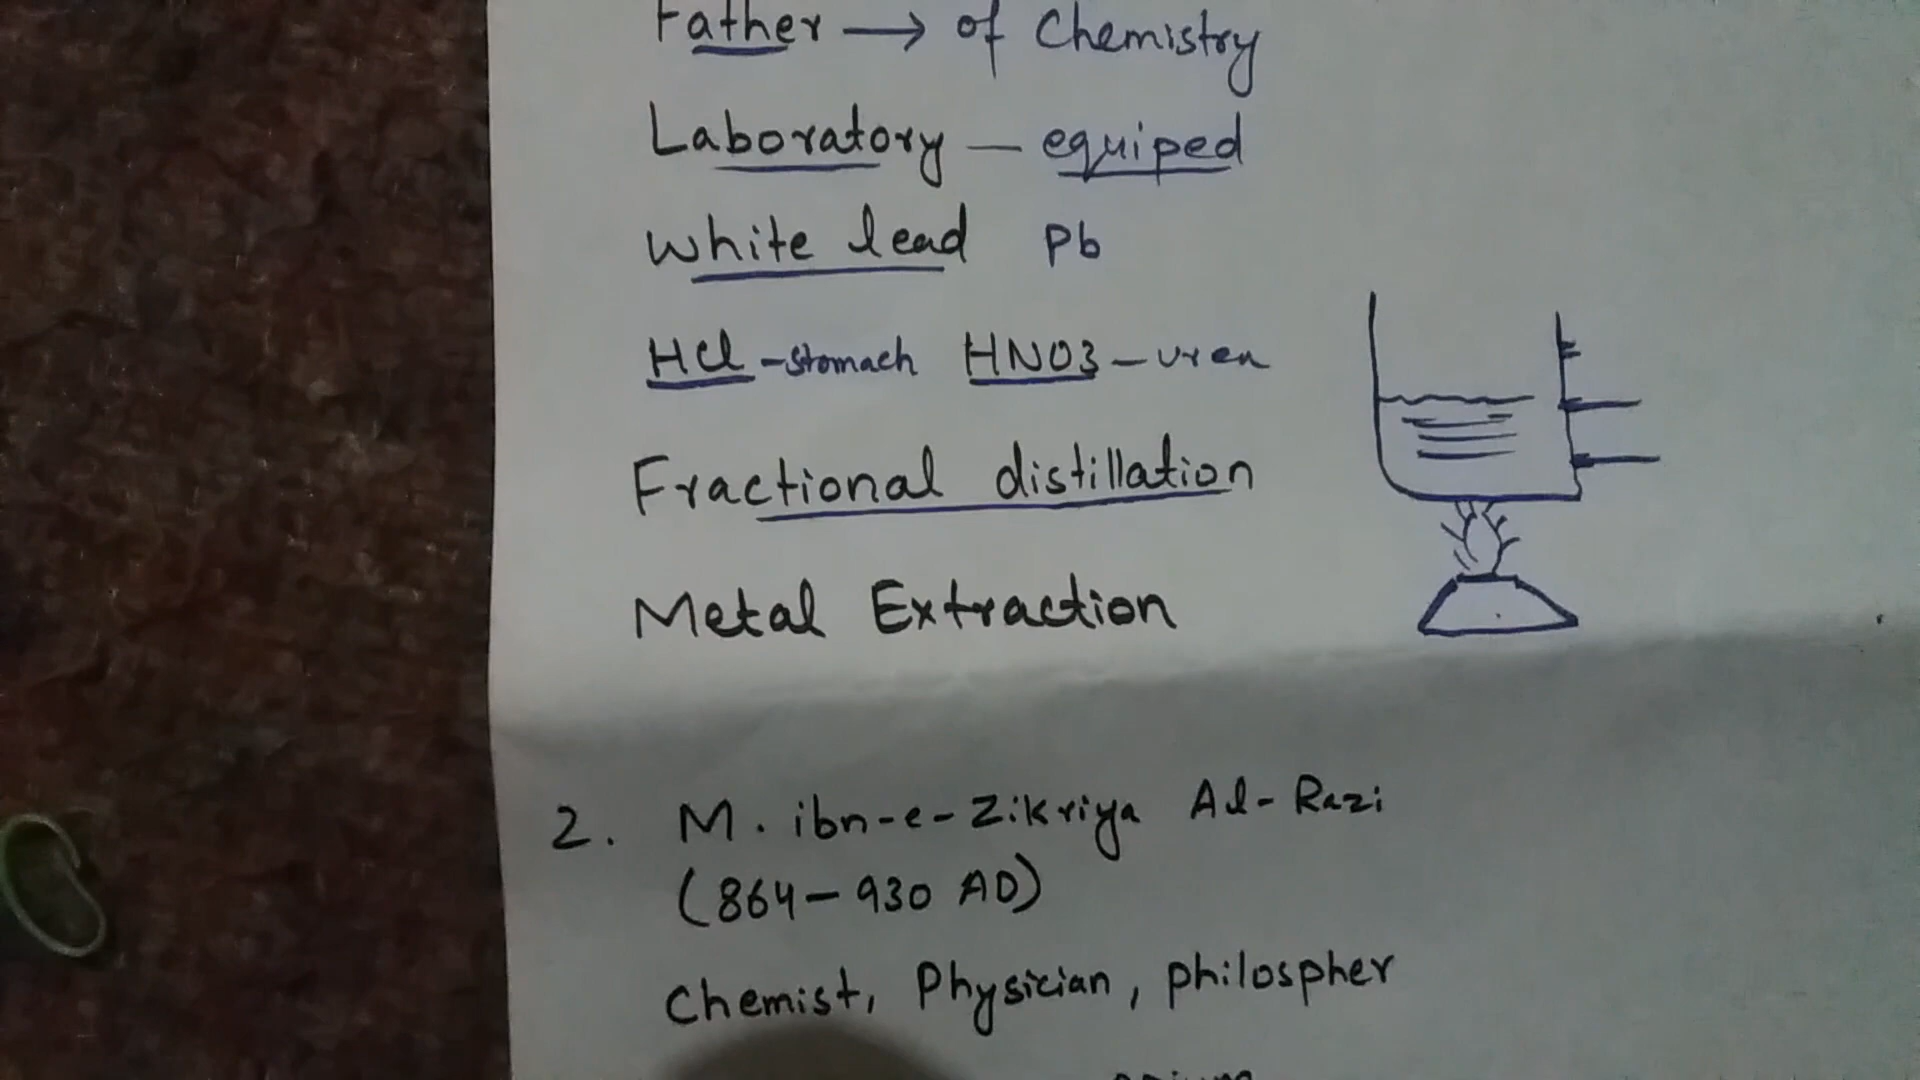 Father → of Chemistry
Laboratory — equiped
White lead Pb
HCl - stomach HNO3 - urea
Fractional distillation
Metal Extraction
2. M. ibn-e-Zikriya Al-Razi
(864 - 930 AD)
Chemist, Physician, philospher